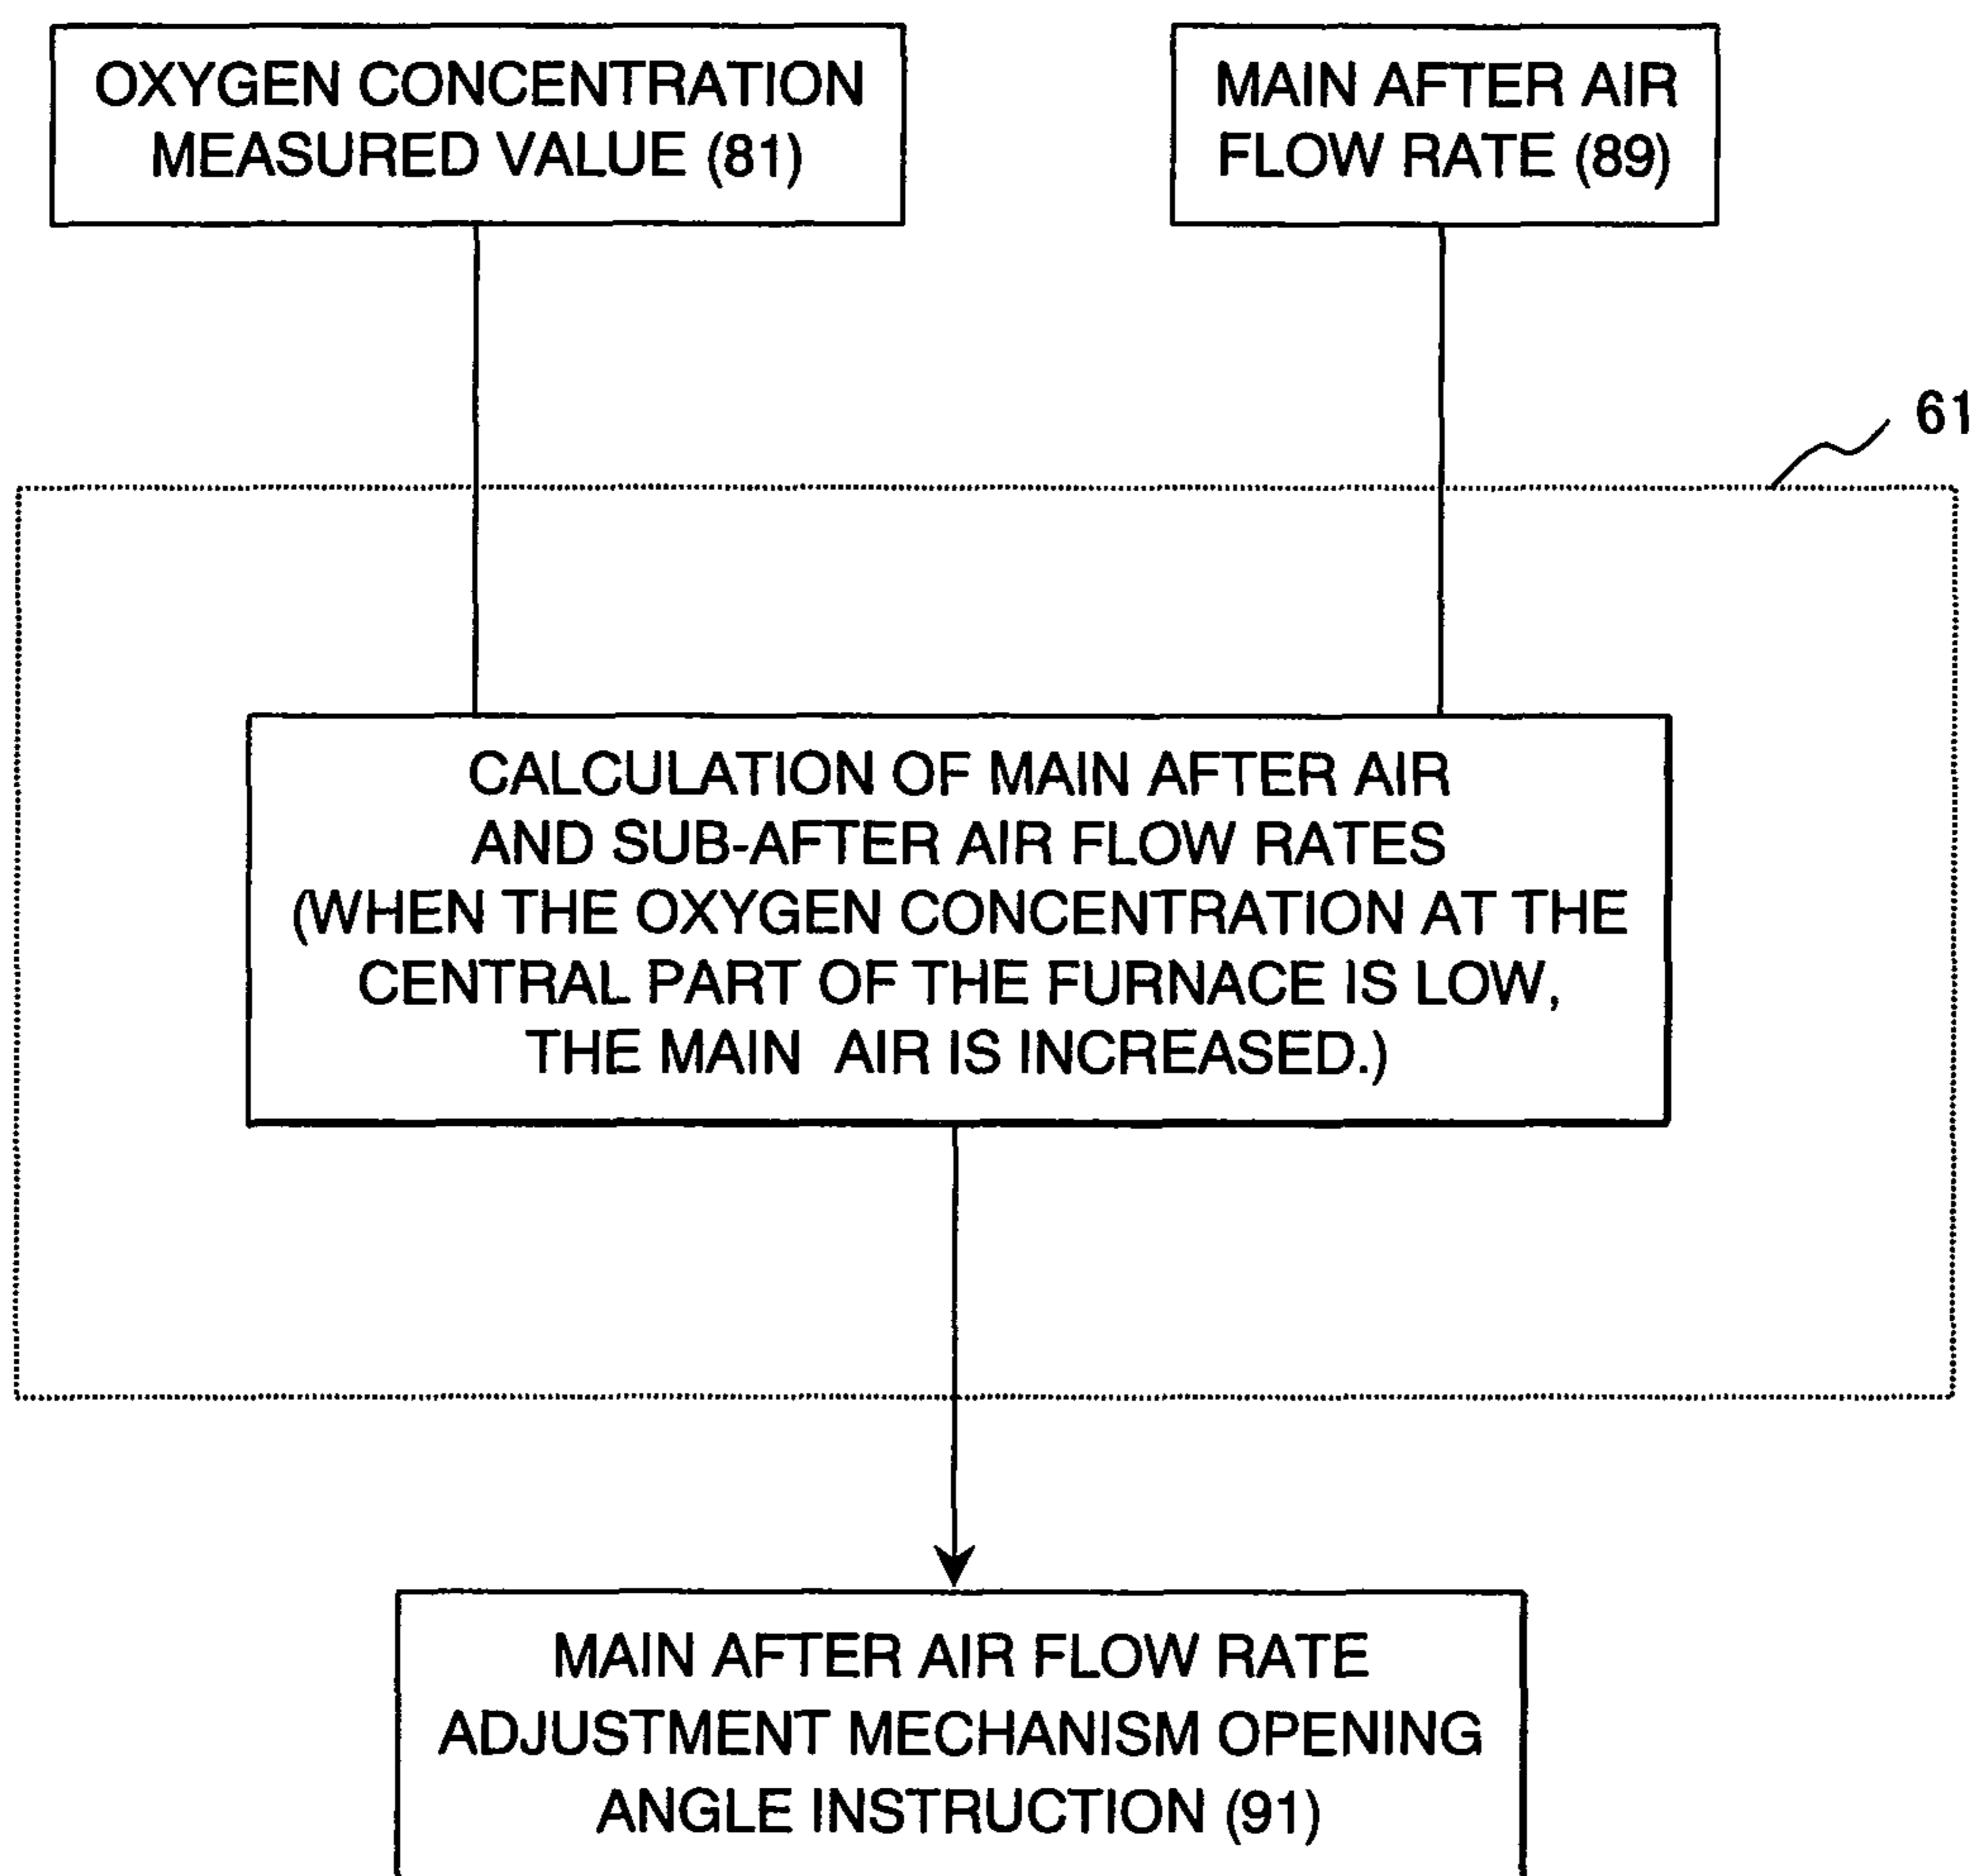 OXYGEN CONCENTRATION
MEASURED VALUE (81)
MAIN AFTER AIR
FLOW RATE (89)
61
CALCULATION OF MAIN AFTER AIR
AND SUB-AFTER AIR FLOW RATES
(WHEN THE OXYGEN CONCENTRATION AT THE
CENTRAL PART OF THE FURNACE IS LOW,
THE MAIN AIR IS INCREASED.)
MAIN AFTER AIR FLOW RATE
ADJUSTMENT MECHANISM OPENING
ANGLE INSTRUCTION (91)